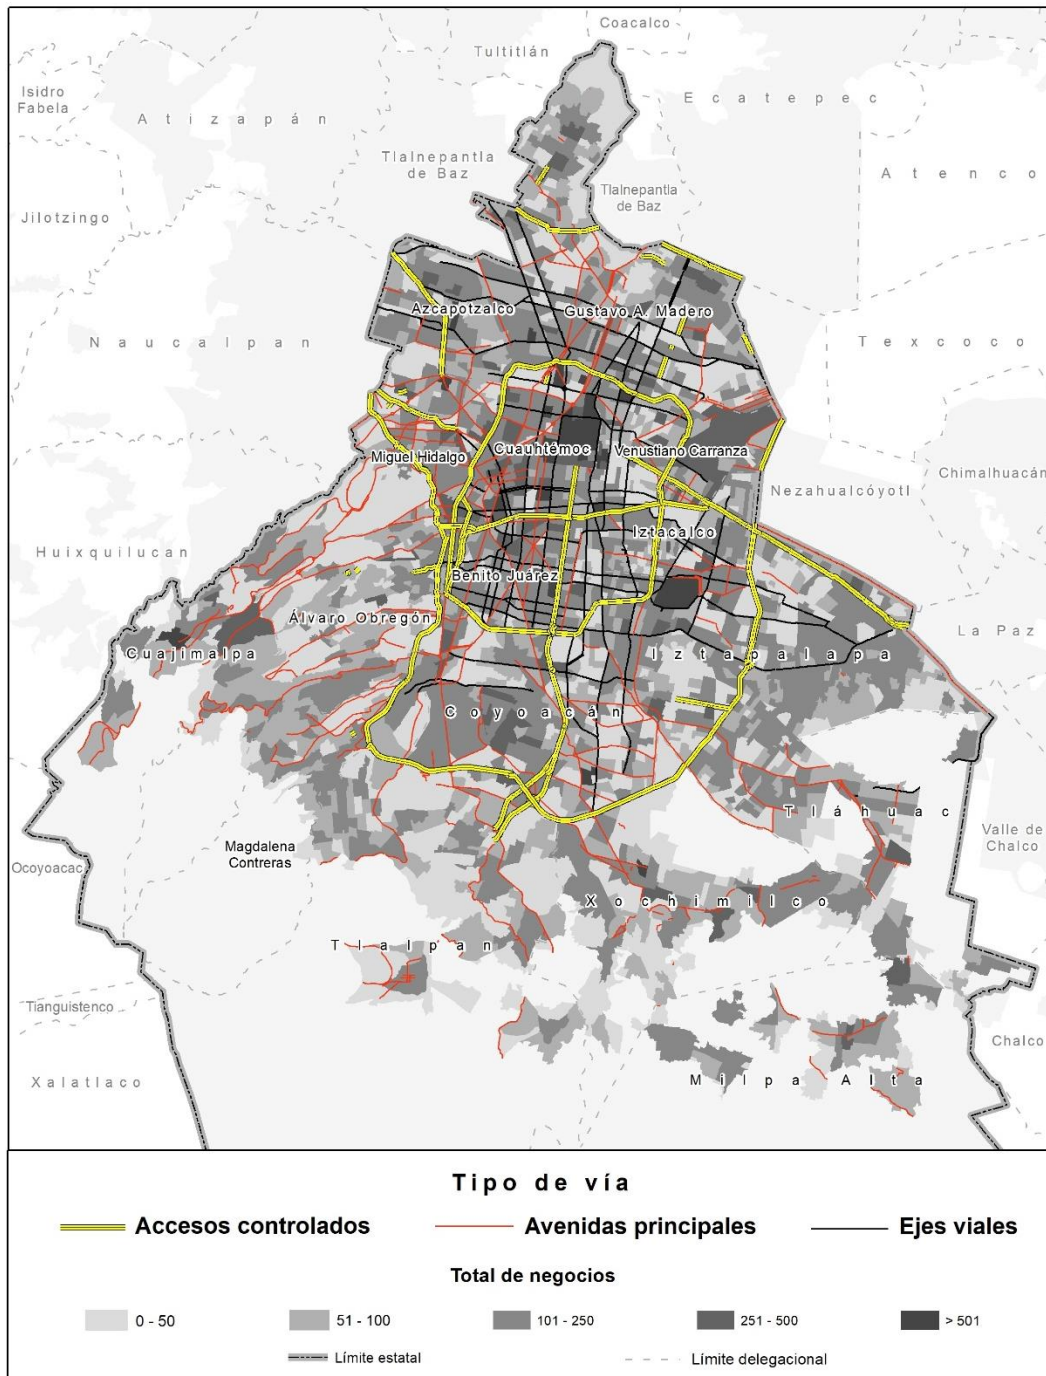 Coacalco
Tultitlán
Isidro
Fabela
Ecatepec
Atizapán
Tlalnepantla
de Baz
Atenco
Tlalnepantla
de Baz
Jilotzingo
Azcapotzalco
Gustavo A. Madero
Naucalpan
Texcoco
Cuauhtémoc
Venustiano Carranza
Miguel Hidalgo
Chimalhuacán
Nezahualcóyotl
Iztacalco
Huixquilucan
Benito Juárez
Álvaro Obregón
La Paz
Cuajimalpa
Iztapalapa
Coyoacán
Tláhuac
Valle de
Chalco
Magdalena
Contreras
Ocoyoacac
Xochimilco
Tlalpan
Tianguistenco
Chalco
Xalatlaco
Milpa Alta
Tipo de vía
Accesos controlados
Avenidas principales
Ejes viales
Total de negocios
0 - 50
51 - 100
101 - 250
251 - 500
> 501
Límite estatal
Límite delegacional